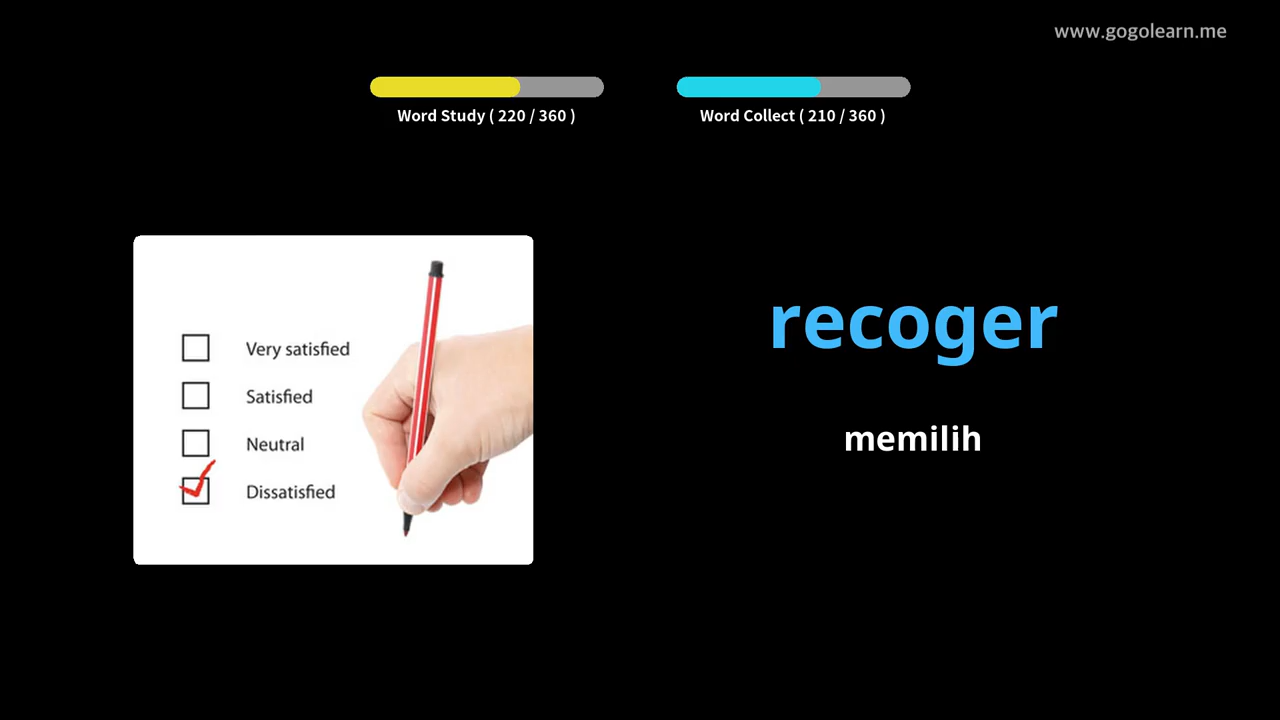 www.gogolearn.me
Word Study ( 220 / 360 )
Word Collect ( 210 / 360 )
Very satisfied
Satisfied
Neutral
Dissatisfied
recoger
memilih